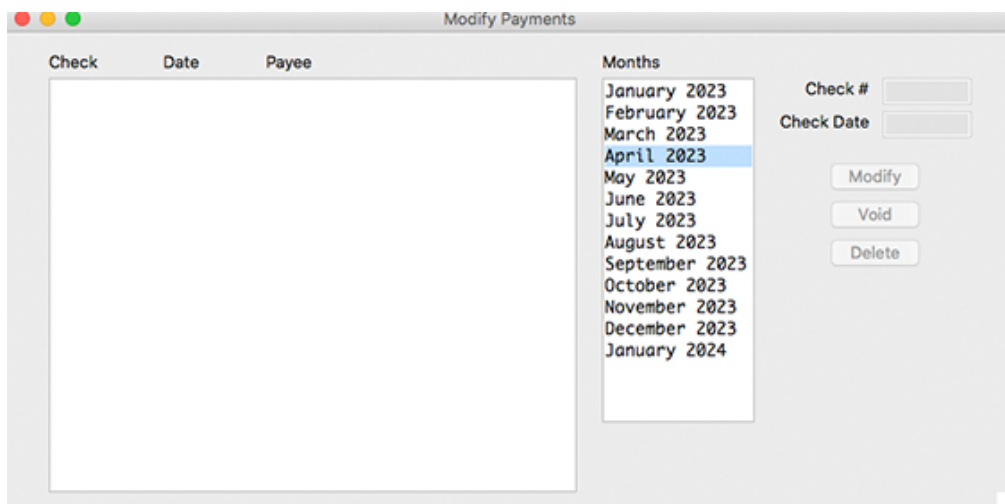 Modify Payments
Check Date Payee
Months
January 2023
February 2023
March 2023
April 2023
May 2023
June 2023
July 2023
August 2023
September 2023
October 2023
November 2023
December 2023
January 2024
Check #
Check Date
Modify
Void
Delete